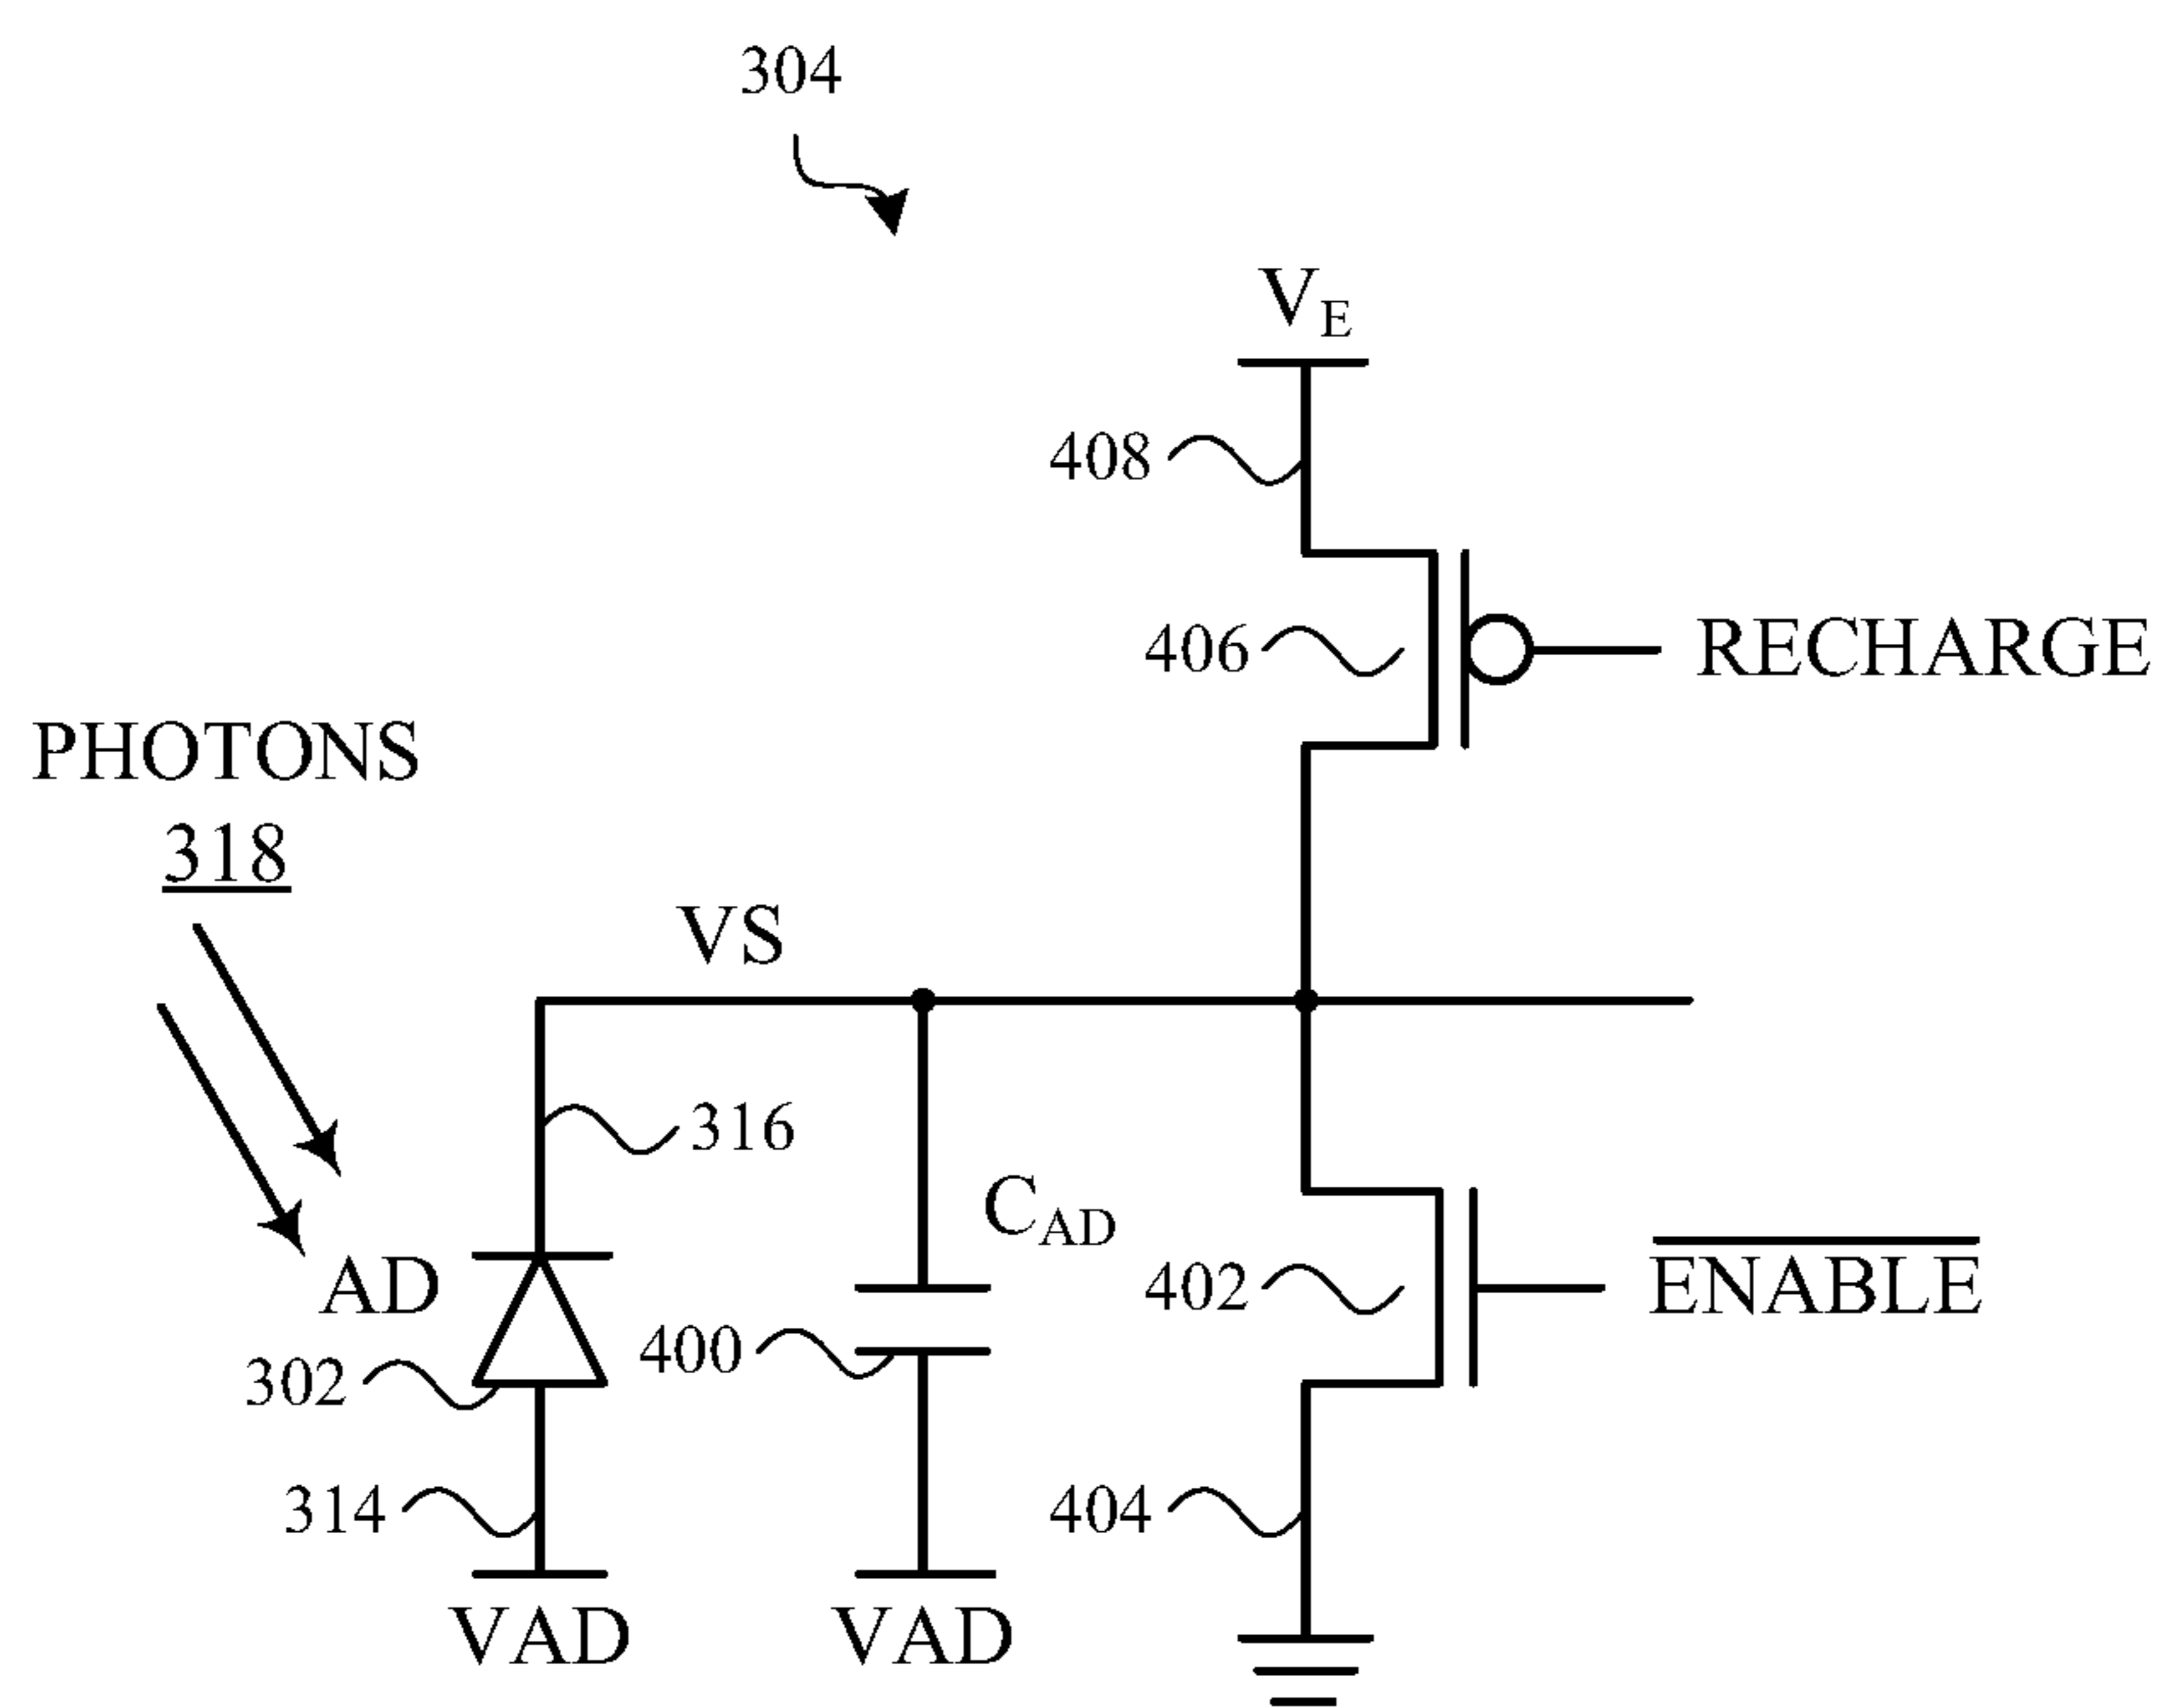 304
V_E
408
406
RECHARGE
PHOTONS
318
VS
316
C_AD
402
ENABLE
AD
400
302
314
404
VAD
VAD